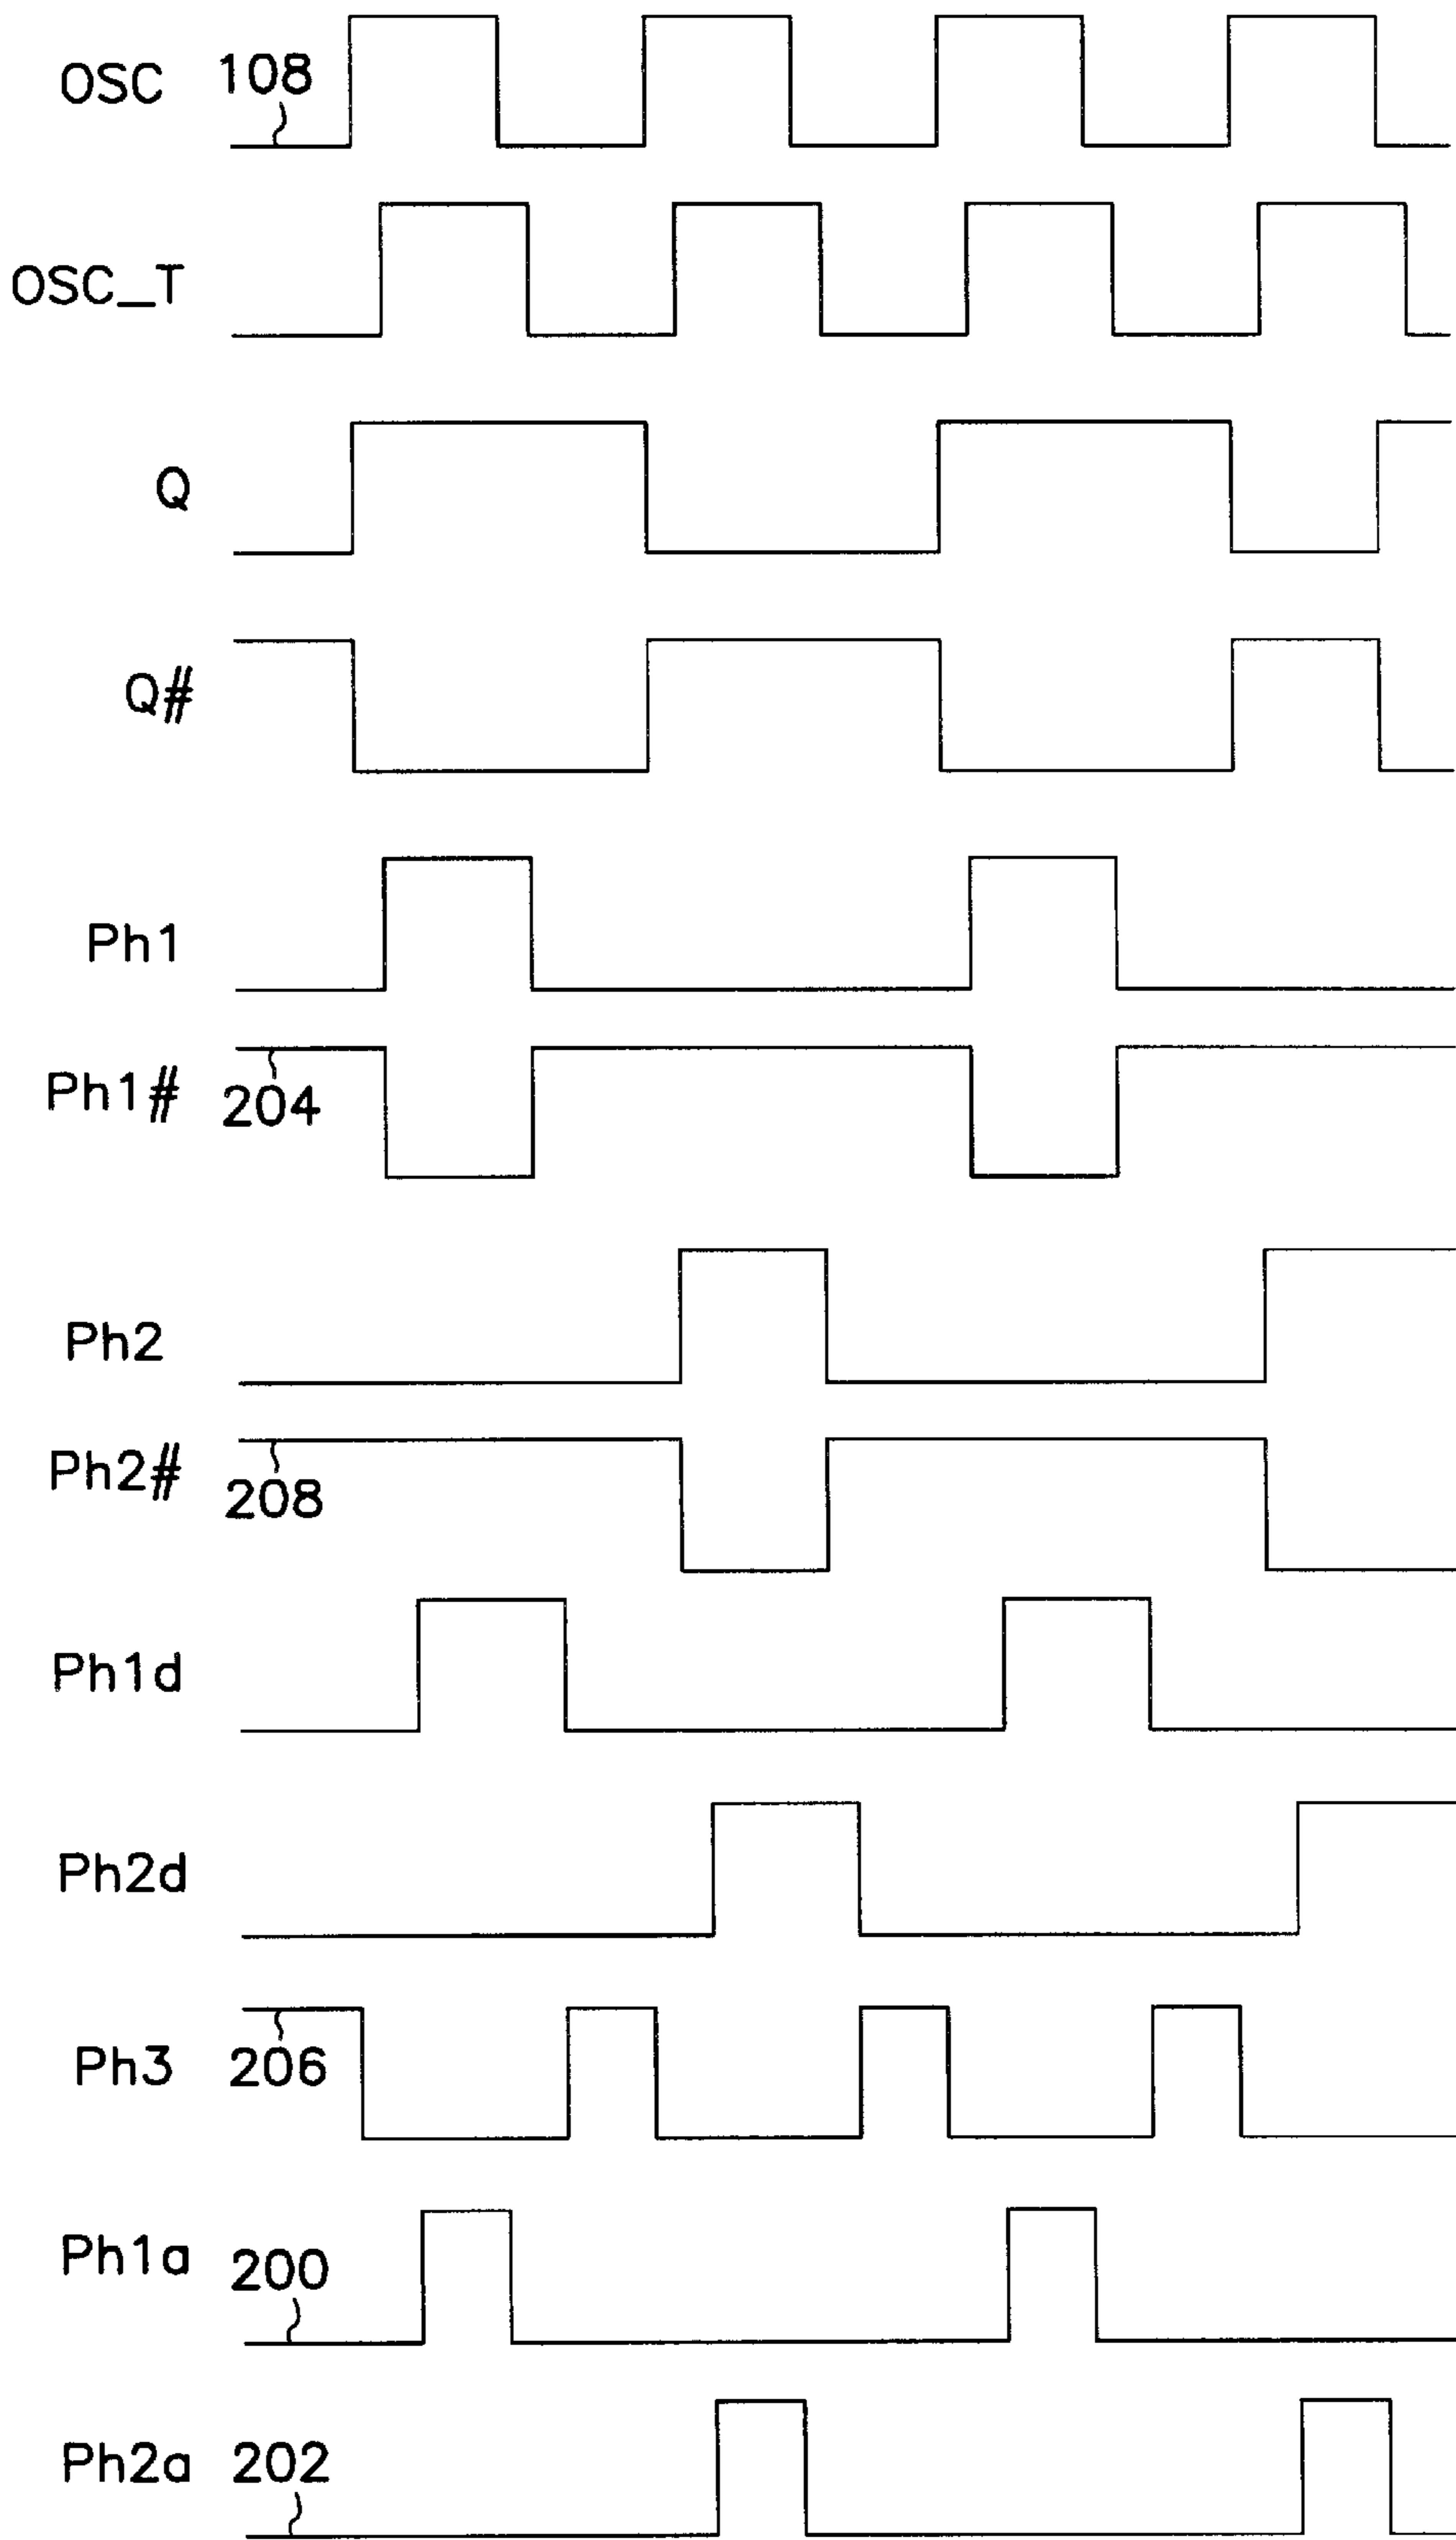 OSC 108
OSC_T
Q
Q#
Ph1
Ph1# 204
Ph2
Ph2# 208
Ph1d
Ph2d
Ph3 206
Ph1a 200
Ph2a 202